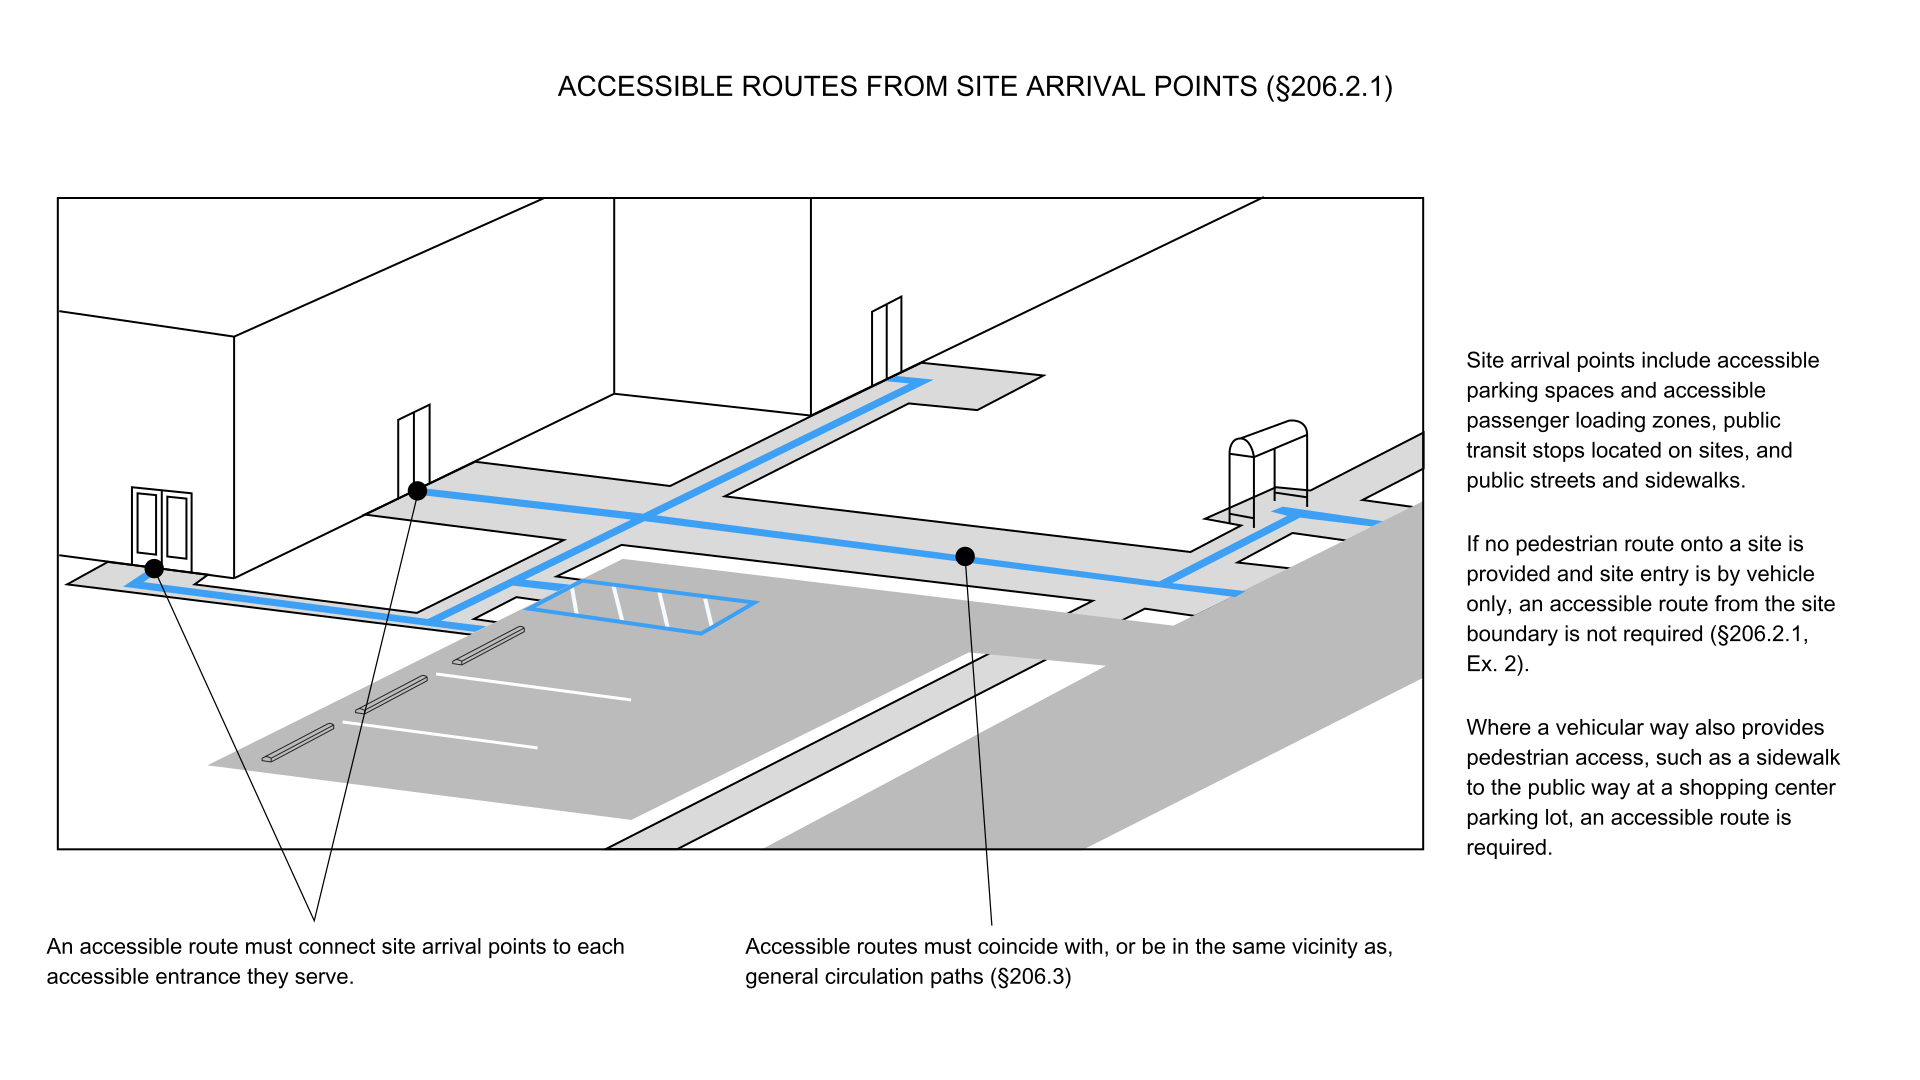 ACCESSIBLE ROUTES FROM SITE ARRIVAL POINTS (§206.2.1)
Site arrival points include accessible
parking spaces and accessible
passenger loading zones, public
transit stops located on sites, and
public streets and sidewalks.
If no pedestrian route onto a site is
provided and site entry is by vehicle
only, an accessible route from the site
boundary is not required (§206.2.1,
Ex. 2).
Where a vehicular way also provides
pedestrian access, such as a sidewalk
to the public way at a shopping center
parking lot, an accessible route is
required.
An accessible route must connect site arrival points to each
accessible entrance they serve.
Accessible routes must coincide with, or be in the same vicinity as,
general circulation paths (§206.3)